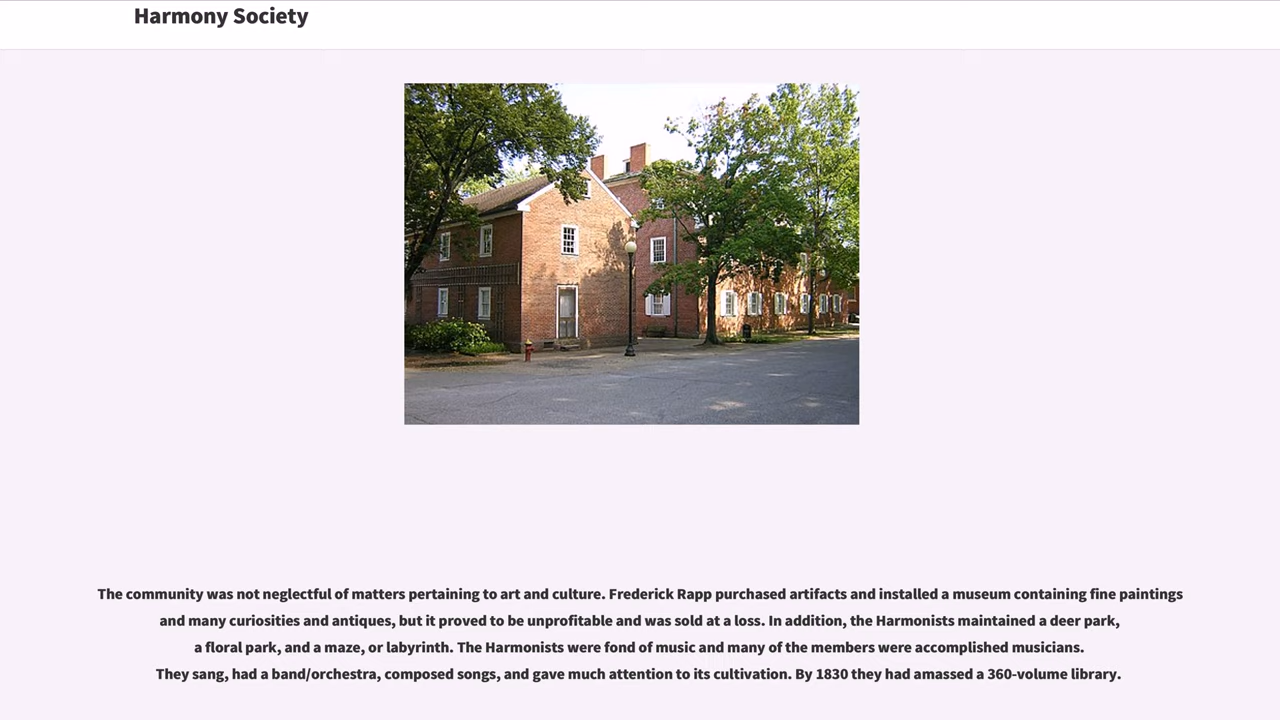 Harmony Society
The community was not neglectful of matters pertaining to art and culture. Frederick Rapp purchased artifacts and installed a museum containing fine paintings
and many curiosities and antiques, but it proved to be unprofitable and was sold at a loss. In addition, the Harmonists maintained a deer park,
a floral park, and a maze, or labyrinth. The Harmonists were fond of music and many of the members were accomplished musicians.
They sang, had a band/orchestra, composed songs, and gave much attention to its cultivation. By 1830 they had amassed a 360-volume library.